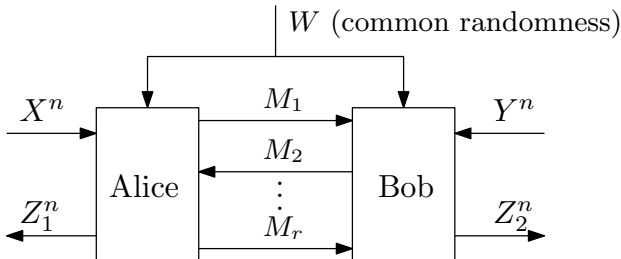 W (common randomness)
X^n M_1 Y^n
M_2
Alice ⋮ Bob
Z_1^n M_r Z_2^n